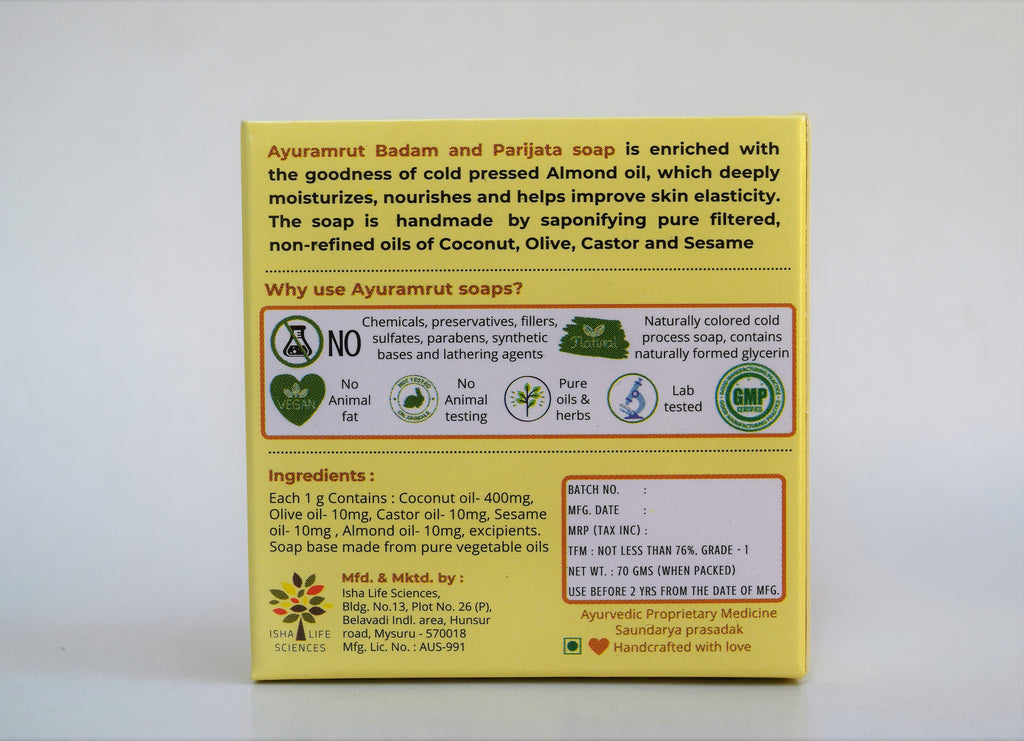 Ayuramrut Badam and Parijata soap is enriched with
the goodness of cold pressed Almond oil, which deeply
moisturizes, nourishes and helps improve skin elasticity.
The soap is handmade by saponifying pure filtered,
non-refined oils of Coconut, Olive, Castor and Sesame
Why use Ayuramrut soaps?
NO
Chemicals, preservatives, fillers,
sulfates, parabens, synthetic
bases and lathering agents
Natural
Naturally colored cold
process soap, contains
naturally formed glycerin
VEGAN
No
Animal
fat
NOT TESTED
ON ANIMALS
No
Animal
testing
Pure
oils &
herbs
Lab
tested
GOOD MANUFACTURING PRACTICE
GMP
CERTIFIED
GOOD MANUFACTURING PRACTICE
Ingredients :
Each 1 g Contains : Coconut oil- 400mg,
Olive oil- 10mg, Castor oil- 10mg, Sesame
oil- 10mg , Almond oil- 10mg, excipients.
Soap base made from pure vegetable oils
ISHA LIFE
SCIENCES
Mfd. & Mktd. by :
Isha Life Sciences,
Bldg. No.13, Plot No. 26 (P),
Belavadi Indl. area, Hunsur
road, Mysuru - 570018
Mfg. Lic. No. : AUS-991
BATCH NO. :
MFG. DATE :
MRP (TAX INC) :
TFM : NOT LESS THAN 76%, GRADE - 1
NET WT. : 70 GMS (WHEN PACKED)
USE BEFORE 2 YRS FROM THE DATE OF MFG.
Ayurvedic Proprietary Medicine
Saundarya prasadak
Handcrafted with love